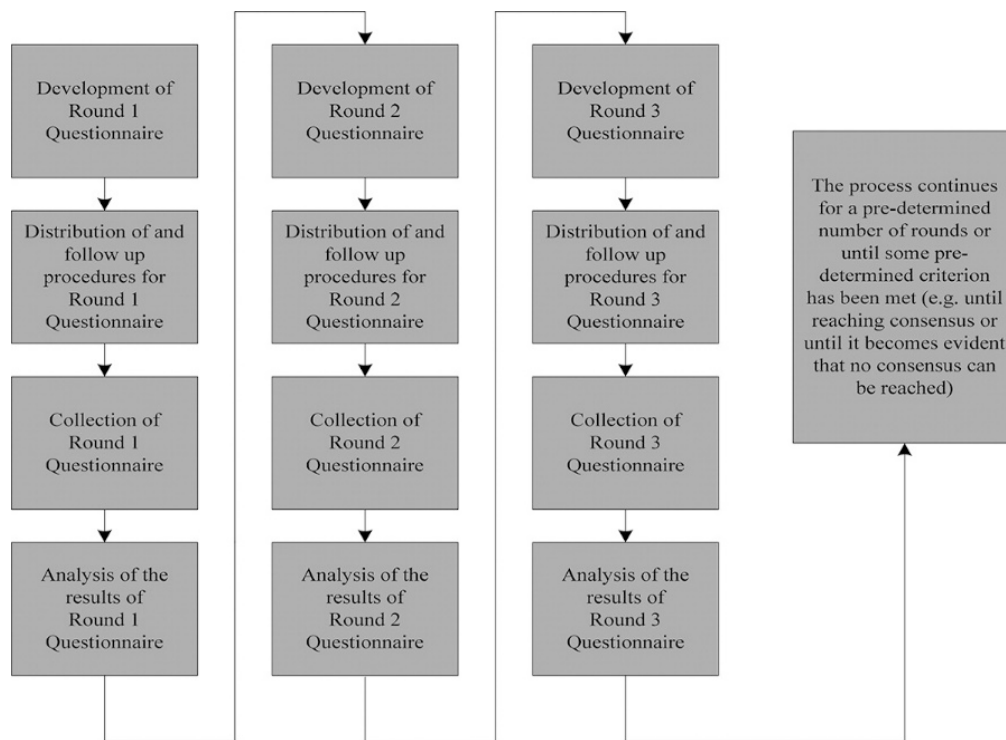 Development of
Round 1
Questionnaire
Distribution of and
follow up
procedures for
Round 1
Questionnaire
Collection of
Round 1
Questionnaire
Analysis of the
results of
Round 1
Questionnaire
Development of
Round 2
Questionnaire
Distribution of and
follow up
procedures for
Round 2
Questionnaire
Collection of
Round 2
Questionnaire
Analysis of the
results of
Round 2
Questionnaire
Development of
Round 3
Questionnaire
Distribution of and
follow up
procedures for
Round 3
Questionnaire
Collection of
Round 3
Questionnaire
Analysis of the
results of
Round 3
Questionnaire
The process continues
for a pre-determined
number of rounds or
until some pre-
determined criterion
has been met (e.g. until
reaching consensus or
until it becomes evident
that no consensus can
be reached)